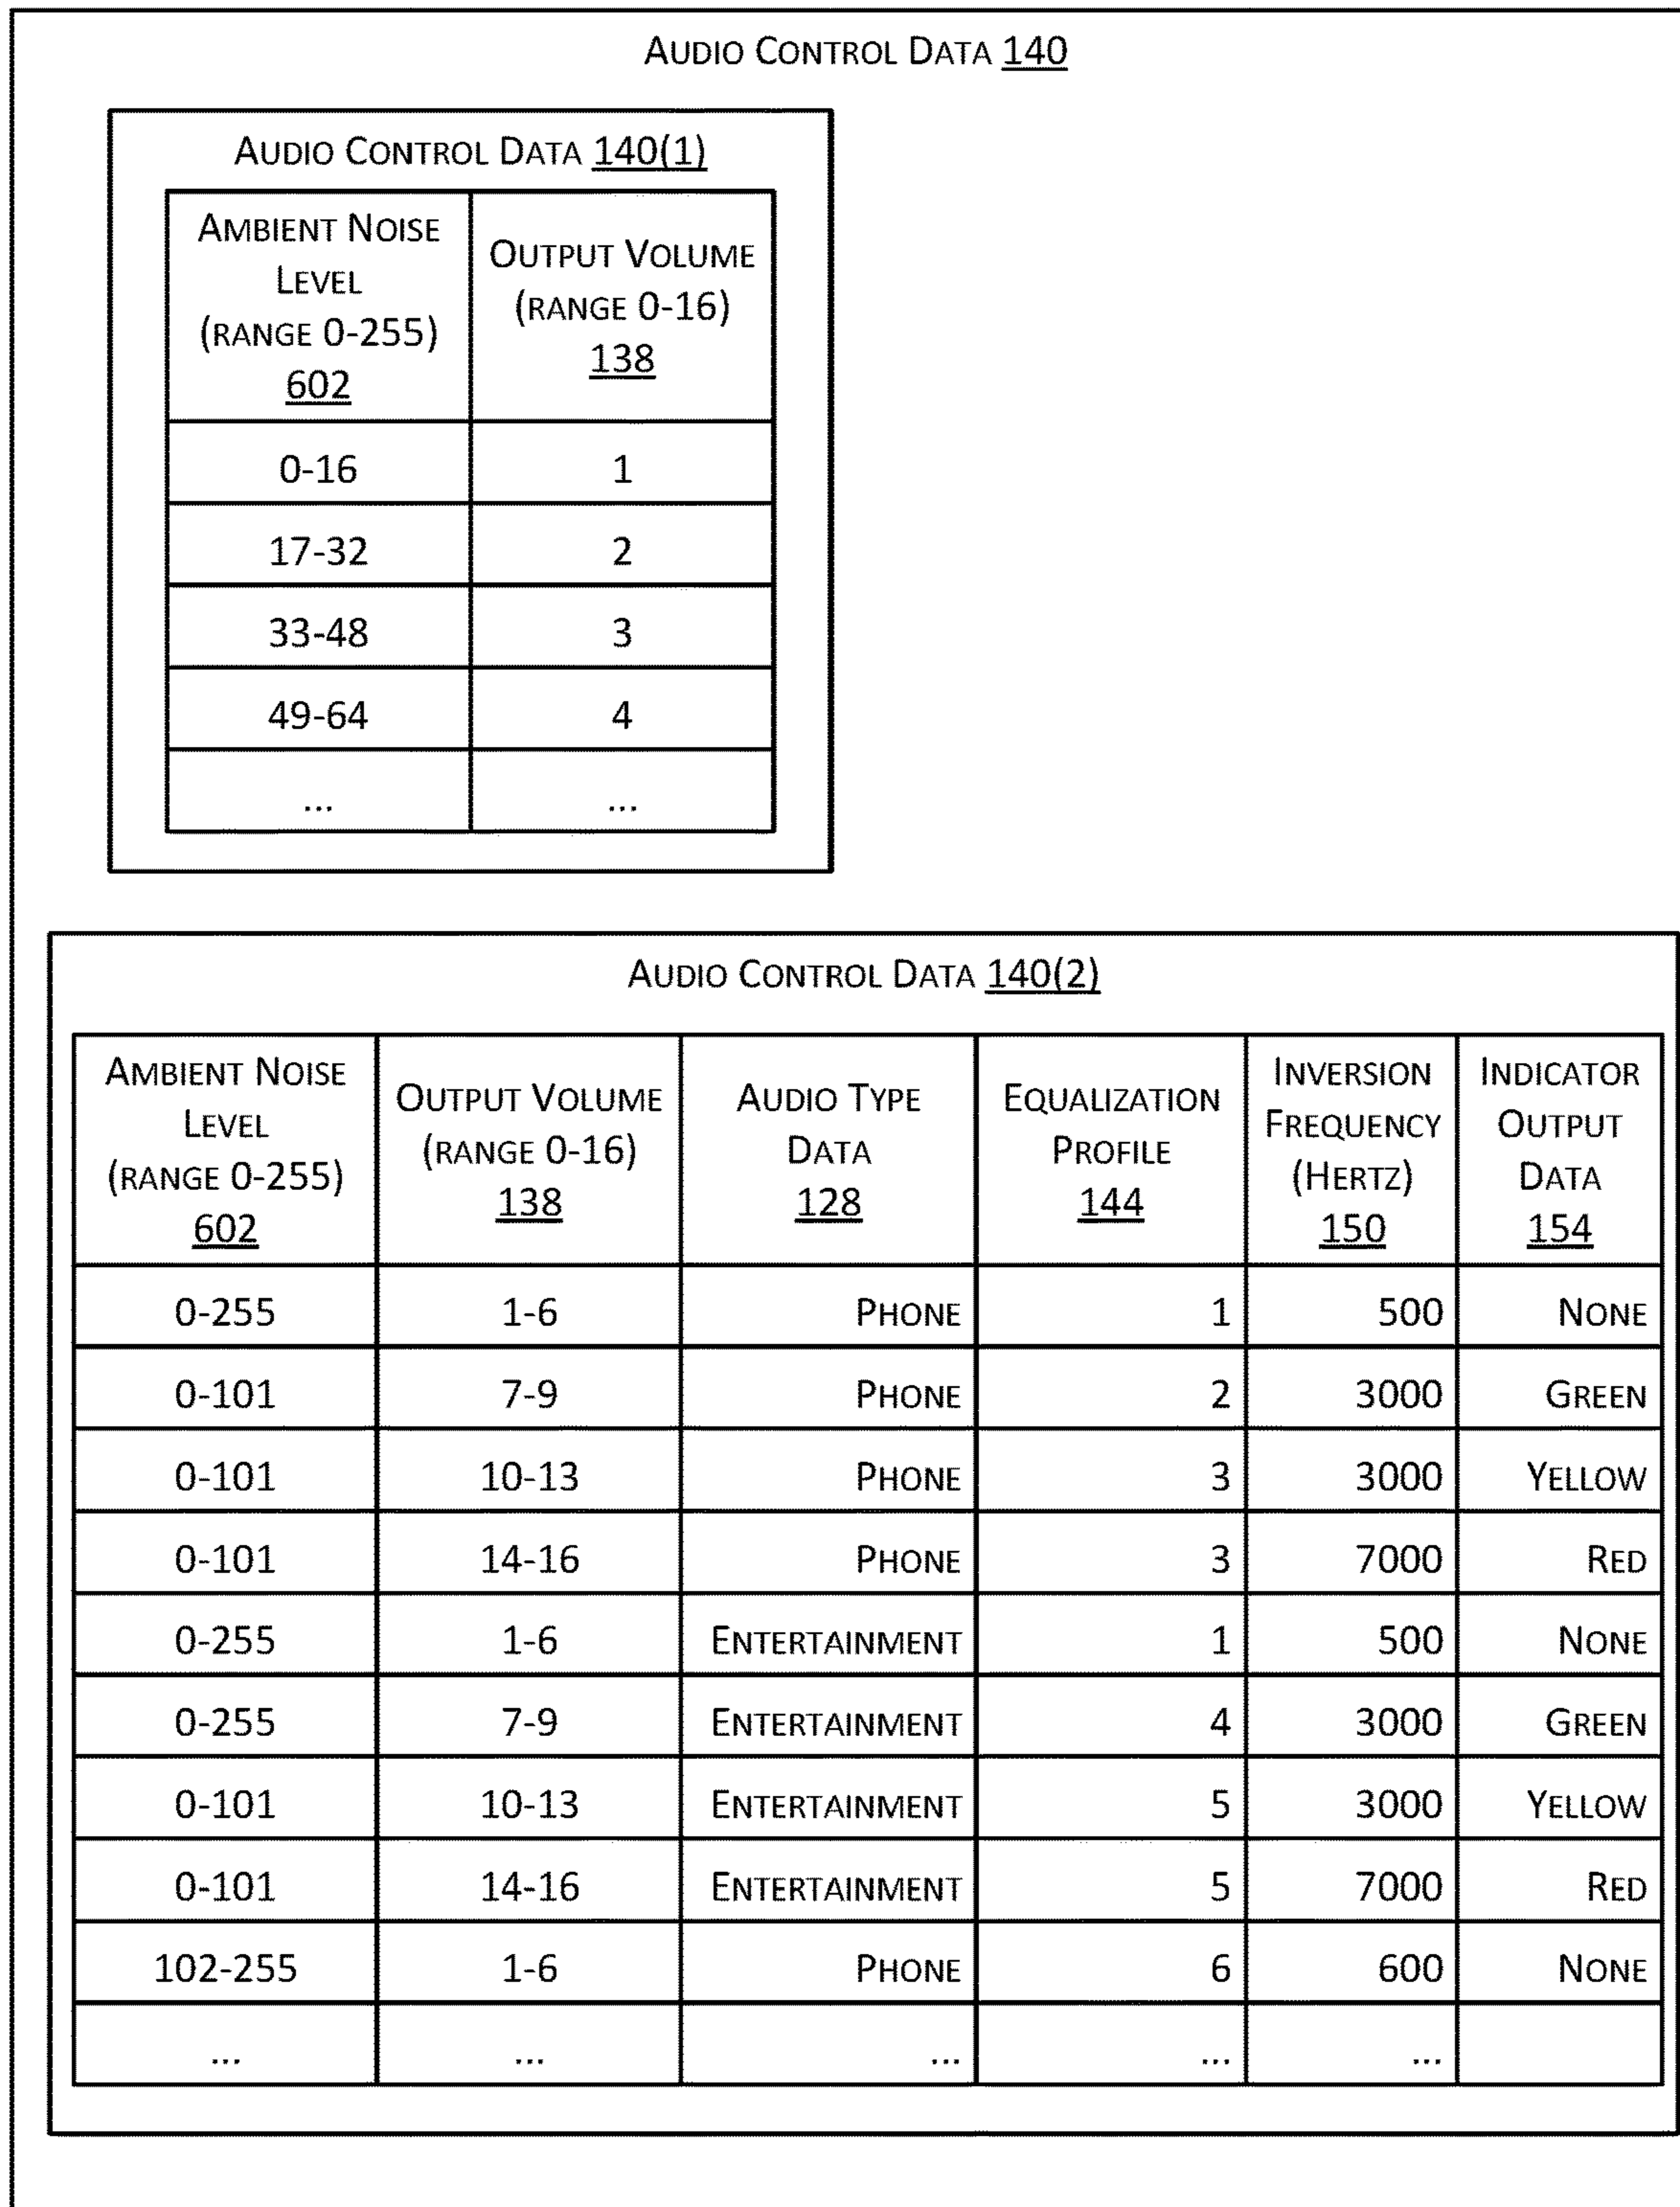 AUDIO CONTROL DATA 140
AUDIO CONTROL DATA 140(1)
AMBIENT NOISE LEVEL (RANGE 0-255) 602 OUTPUT VOLUME (RANGE 0-16) 138
0-16 1
17-32 2
33-48 3
49-64 4
... ...
AUDIO CONTROL DATA 140(2)
AMBIENT NOISE LEVEL (RANGE 0-255) 602 OUTPUT VOLUME (RANGE 0-16) 138 AUDIO TYPE DATA 128 EQUALIZATION PROFILE 144 INVERSION FREQUENCY (HERTZ) 150 INDICATOR OUTPUT DATA 154
0-255 1-6 PHONE 1 500 NONE
0-101 7-9 PHONE 2 3000 GREEN
0-101 10-13 PHONE 3 3000 YELLOW
0-101 14-16 PHONE 3 7000 RED
0-255 1-6 ENTERTAINMENT 1 500 NONE
0-255 7-9 ENTERTAINMENT 4 3000 GREEN
0-101 10-13 ENTERTAINMENT 5 3000 YELLOW
0-101 14-16 ENTERTAINMENT 5 7000 RED
102-255 1-6 PHONE 6 600 NONE
... ... ... ... ...